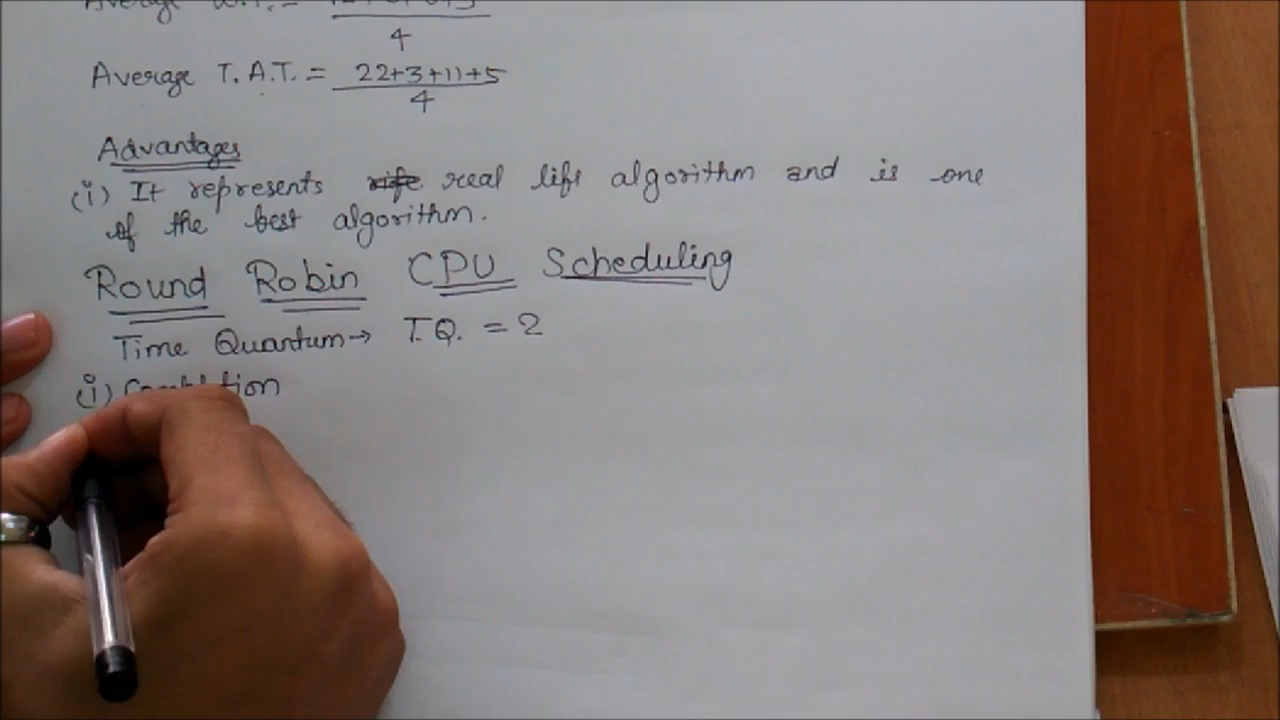 Average W.T. =
4
Average T.A.T. = 22+3+11+5
4
Advantages
(i) It represents real life algorithm and is one
of the best algorithm.
Round Robin CPU Scheduling
Time Quantum → T.Q. = 2
(i)